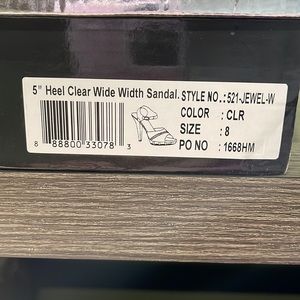 5" Heel Clear Wide Width Sandal. STYLE NO. : 521-JEWEL-W
COLOR : CLR
SIZE : 8
PO NO : 1668HM
8 88800 33078 3